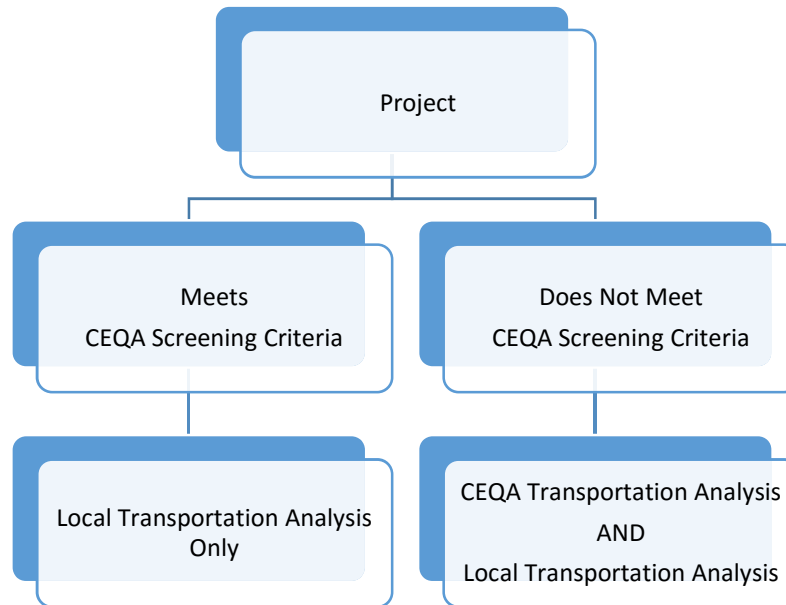 Project
Meets
CEQA Screening Criteria
Does Not Meet
CEQA Screening Criteria
Local Transportation Analysis
Only
CEQA Transportation Analysis
AND
Local Transportation Analysis